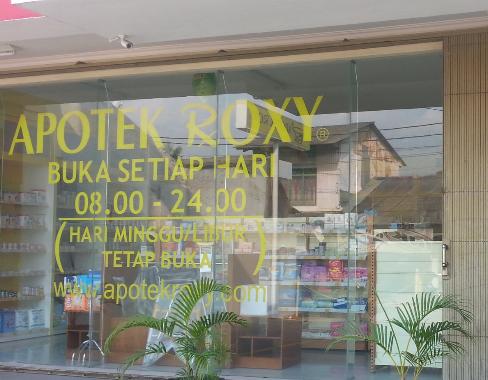 APOTEK ROXY®
BUKA SETIAP HARI
08.00 - 24.00
(HARI MINGGU/LIBUR
TETAP BUKA)
www.apotekroxy.com